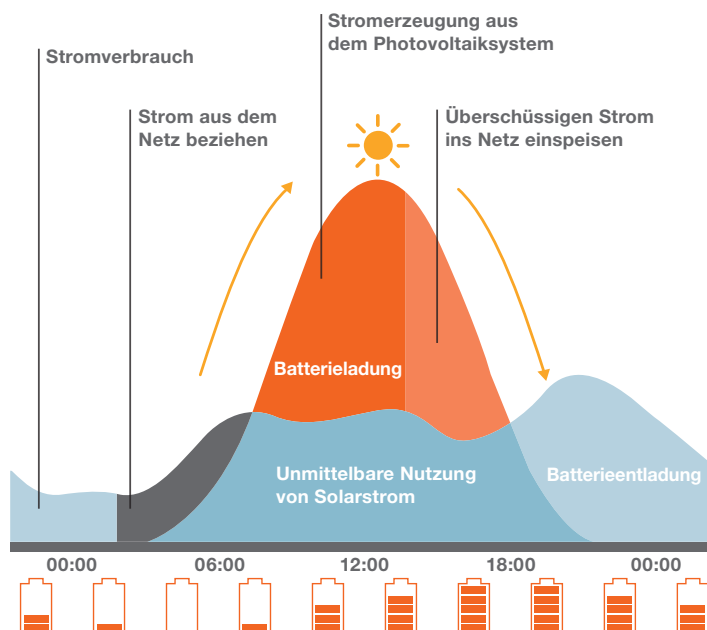 Stromerzeugung aus
dem Photovoltaiksystem
Stromverbrauch
Strom aus dem
Netz beziehen
Überschüssigen Strom
ins Netz einspeisen
Batterieladung
Unmittelbare Nutzung
von Solarstrom
Batterieentladung
00:00 06:00 12:00 18:00 00:00